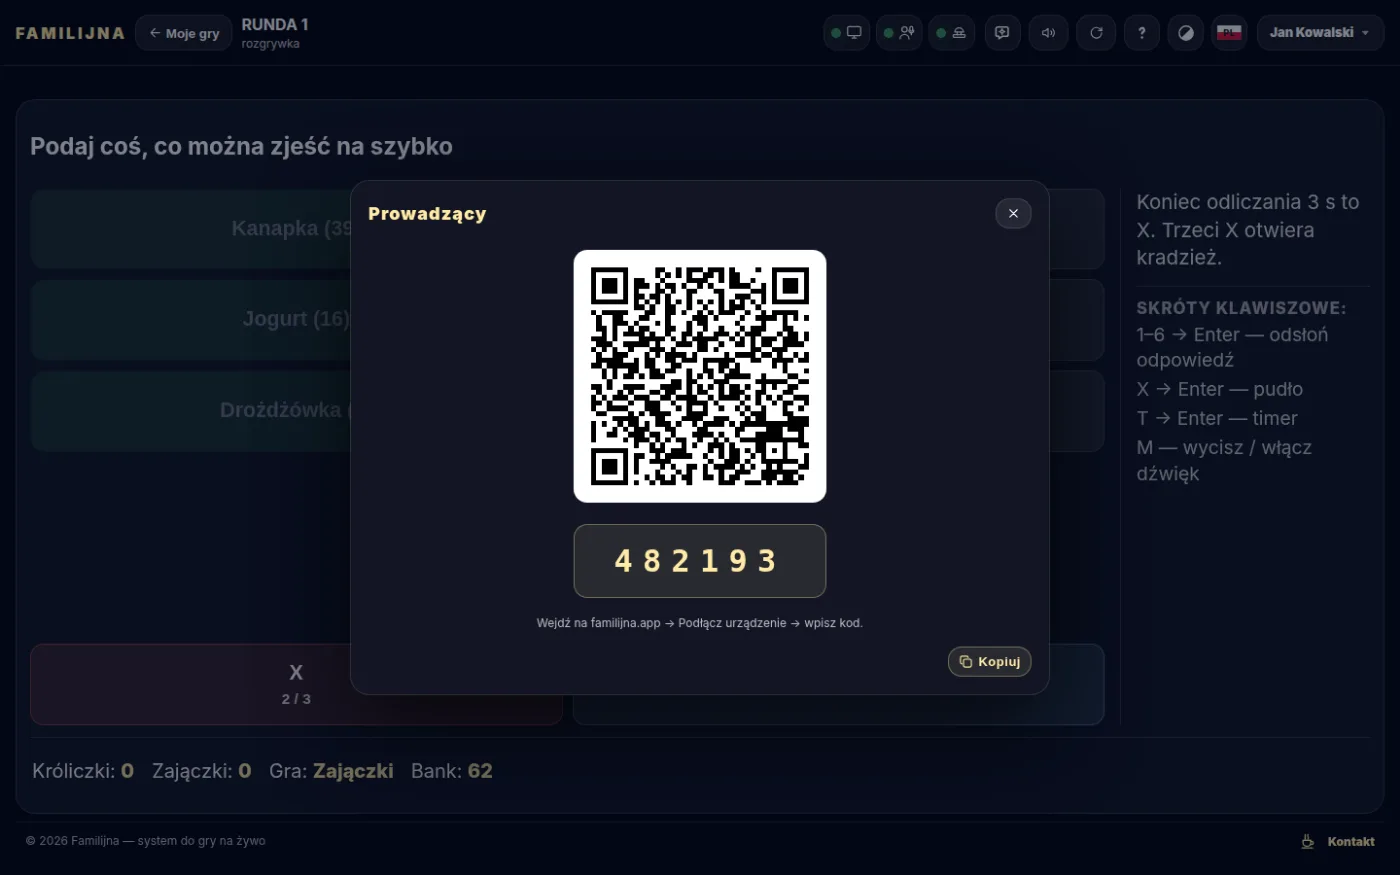 FAMILIJNA
← Moje gry
RUNDA 1
rozgrywka
?
PL
Jan Kowalski
Podaj coś, co można zjeść na szybko
Kanapka (39
Jogurt (16)
Drożdżówka (
Prowadzący
482193
Wejdź na familijna.app → Podłącz urządzenie → wpisz kod.
Kopiuj
Koniec odliczania 3 s to
X. Trzeci X otwiera
kradzież.
SKRÓTY KLAWISZOWE:
1–6 → Enter — odsłoń
odpowiedź
X → Enter — pudło
T → Enter — timer
M — wycisz / włącz
dźwięk
X
2 / 3
Króliczki: 0 Zajączki: 0 Gra: Zajączki Bank: 62
© 2026 Familijna — system do gry na żywo
Kontakt